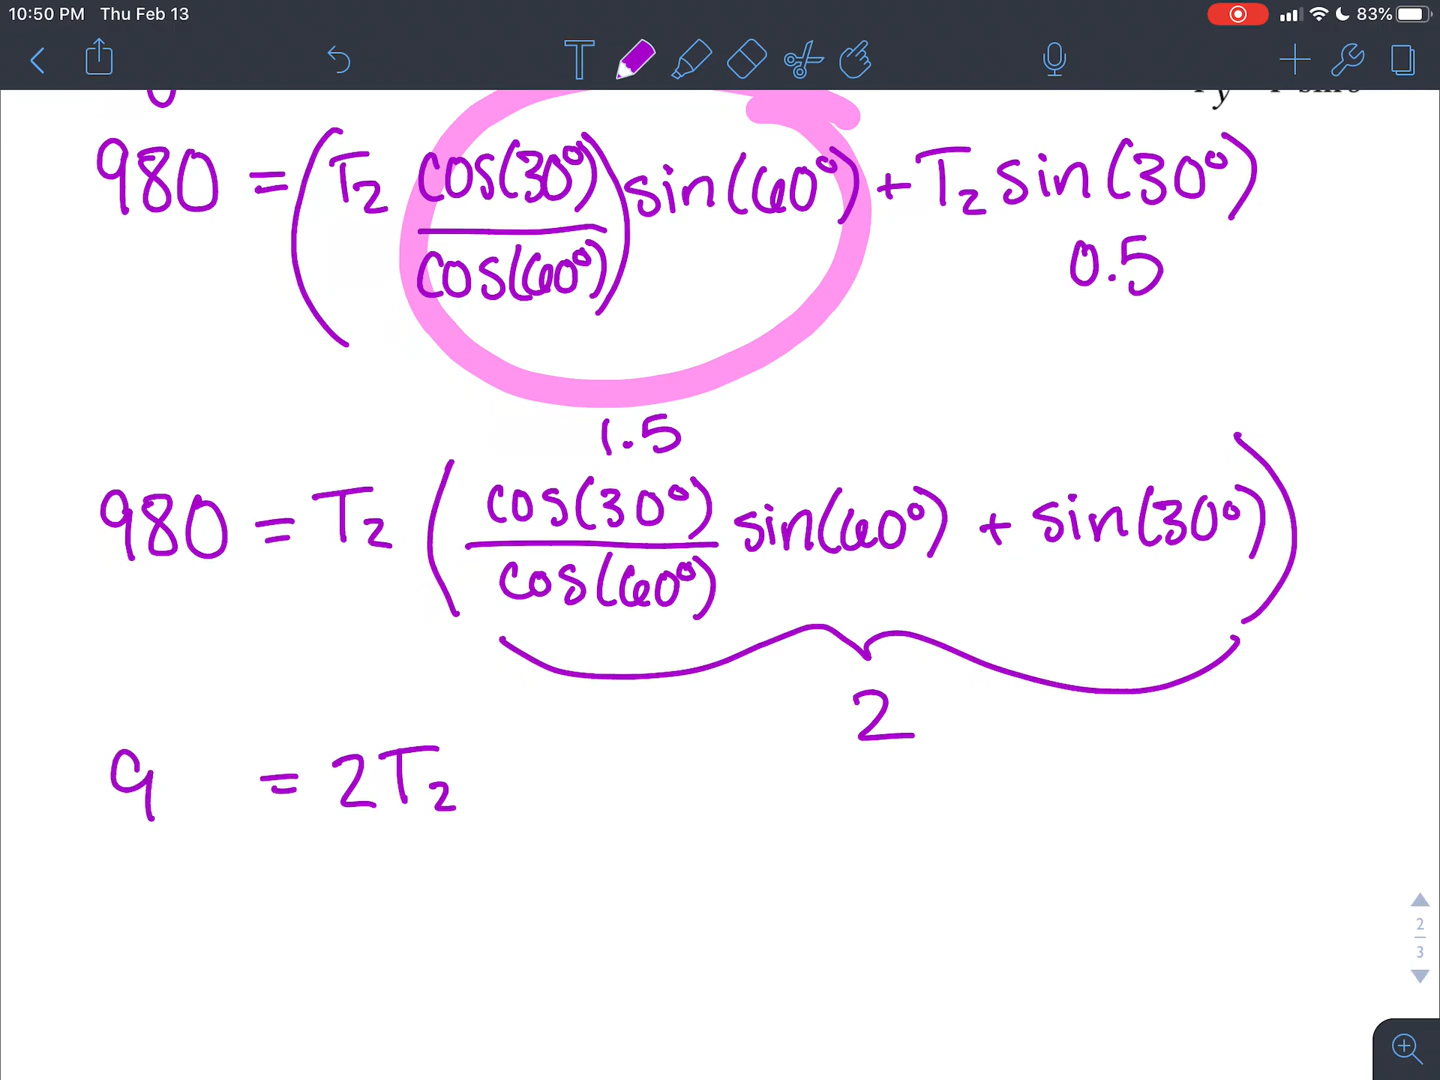 10:50 PM Thu Feb 13 83%
T
980 = (T₂ cos(30°)/cos(60°)) sin(60°) + T₂ sin(30°)
0.5
1.5
980 = T₂ (cos(30°)/cos(60°) sin(60°) + sin(30°))
2
9 = 2T₂
2
3